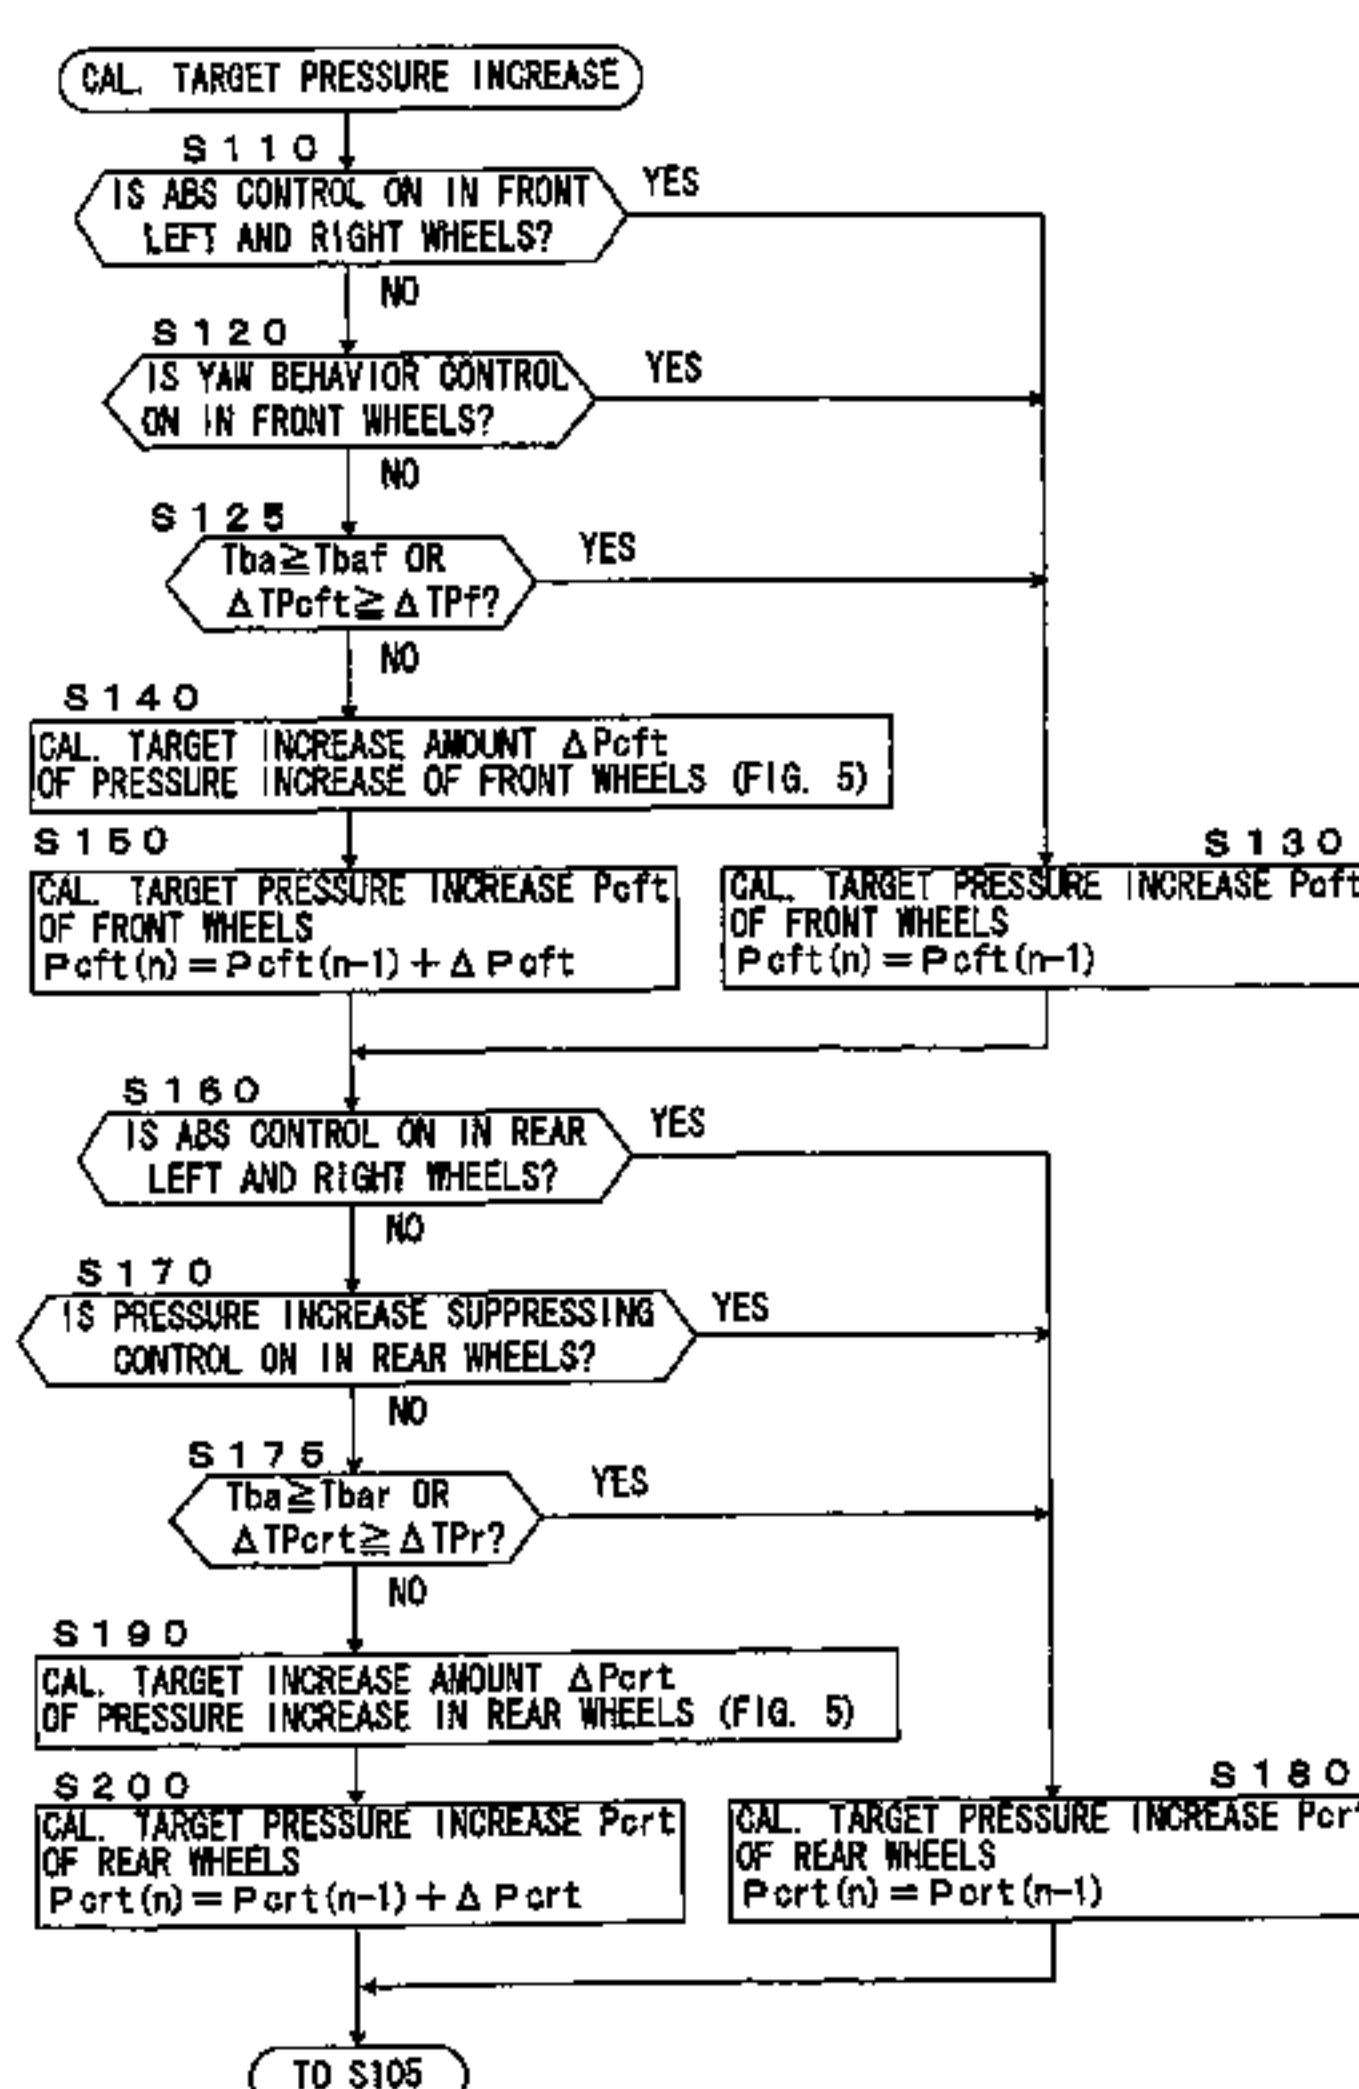 CAL. TARGET PRESSURE INCREASE
S110
IS ABS CONTROL ON IN FRONT
LEFT AND RIGHT WHEELS?
YES
NO
S120
IS YAW BEHAVIOR CONTROL
ON IN FRONT WHEELS?
YES
NO
S125
Tba≧Tbaf OR
ΔTPcft≧ΔTPf?
YES
NO
S140
CAL. TARGET INCREASE AMOUNT ΔPcft
OF PRESSURE INCREASE OF FRONT WHEELS (FIG. 5)
S150
CAL. TARGET PRESSURE INCREASE Pcft
OF FRONT WHEELS
Pcft(n)=Pcft(n-1)+ΔPcft
S130
CAL. TARGET PRESSURE INCREASE Pcft
OF FRONT WHEELS
Pcft(n)=Pcft(n-1)
S160
IS ABS CONTROL ON IN REAR
LEFT AND RIGHT WHEELS?
YES
NO
S170
IS PRESSURE INCREASE SUPPRESSING
CONTROL ON IN REAR WHEELS?
YES
NO
S175
Tba≧Tbar OR
ΔTPcrt≧ΔTPr?
YES
NO
S190
CAL. TARGET INCREASE AMOUNT ΔPcrt
OF PRESSURE INCREASE IN REAR WHEELS (FIG. 5)
S200
CAL. TARGET PRESSURE INCREASE Pcrt
OF REAR WHEELS
Pcrt(n)=Pcrt(n-1)+ΔPcrt
S180
CAL. TARGET PRESSURE INCREASE Pcr
OF REAR WHEELS
Pcrt(n)=Pcrt(n-1)
TO S105